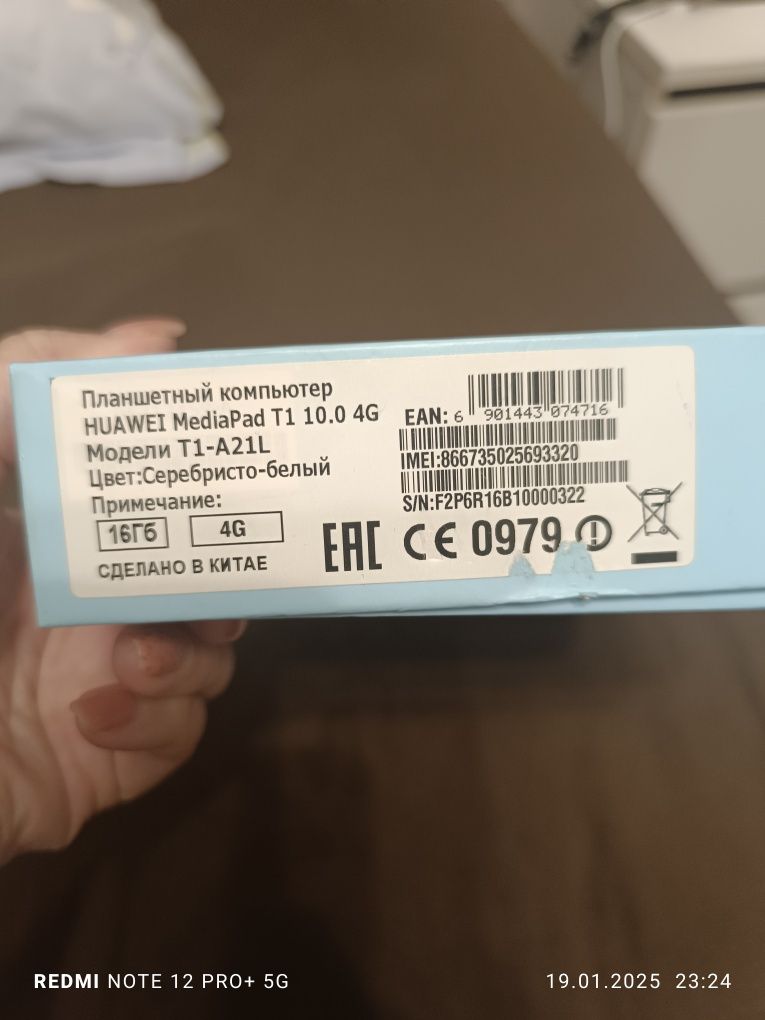 Планшетный компьютер
HUAWEI MediaPad T1 10.0 4G
Модели T1-A21L
Цвет:Серебристо-белый
Примечание:
16Гб 4G
СДЕЛАНО В КИТАЕ
EAN: 6 901443 074716
IMEI:866735025693320
S/N:F2P6R16B10000322
EAC CE 0979
REDMI NOTE 12 PRO+ 5G
19.01.2025 23:24